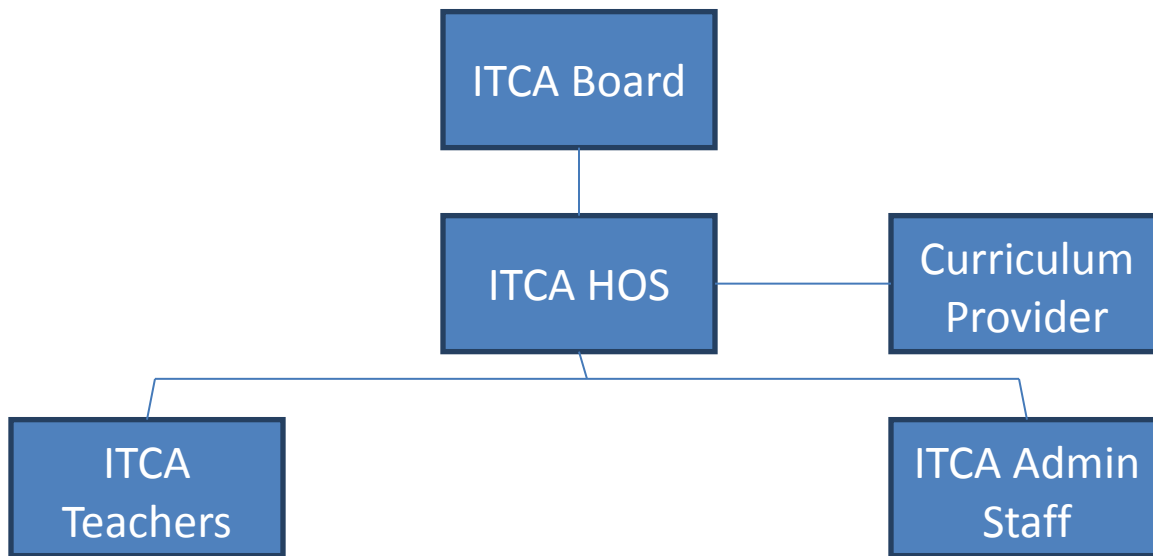 ITCA Board
ITCA HOS
Curriculum
Provider
ITCA
Teachers
ITCA Admin
Staff